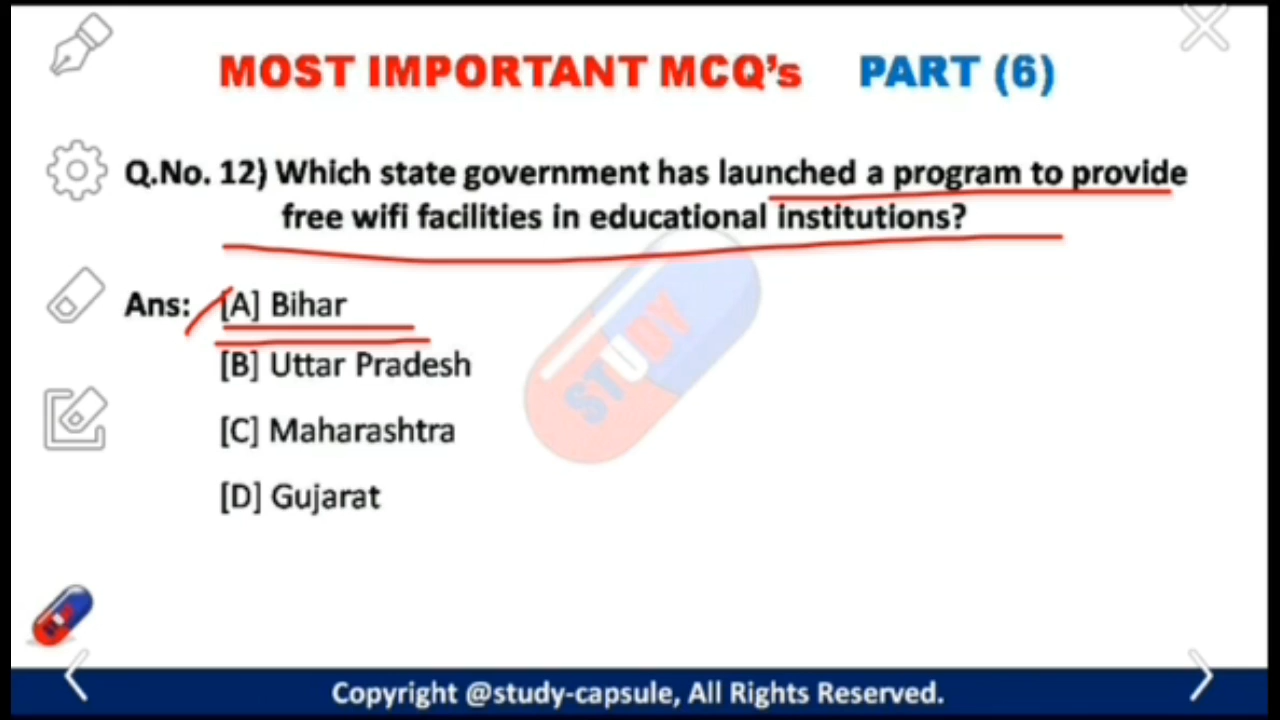 MOST IMPORTANT MCQ's PART (6)
Q.No. 12) Which state government has launched a program to provide
free wifi facilities in educational institutions?
Ans: [A] Bihar
[B] Uttar Pradesh
[C] Maharashtra
[D] Gujarat
STUDY
Copyright @study-capsule, All Rights Reserved.